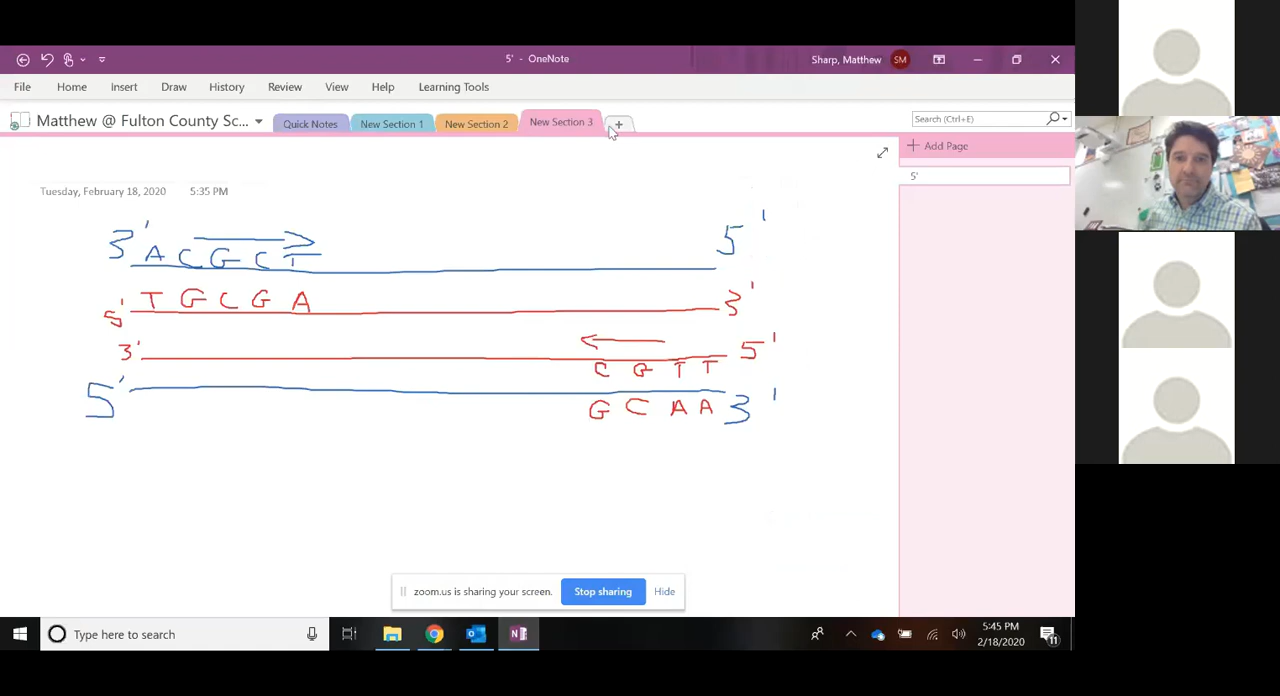 5' - OneNote
Sharp, Matthew SM
File Home Insert Draw History Review View Help Learning Tools
Matthew @ Fulton County Sc...
Quick Notes New Section 1 New Section 2 New Section 3 +
Search (Ctrl+E)
+ Add Page
5'
Tuesday, February 18, 2020 5:35 PM
3' A C G C T 5'
5' T G C G A 3'
3' 5'
C G T T
5' 3'
G C A A
zoom.us is sharing your screen. Stop sharing Hide
Type here to search
5:45 PM
2/18/2020
11